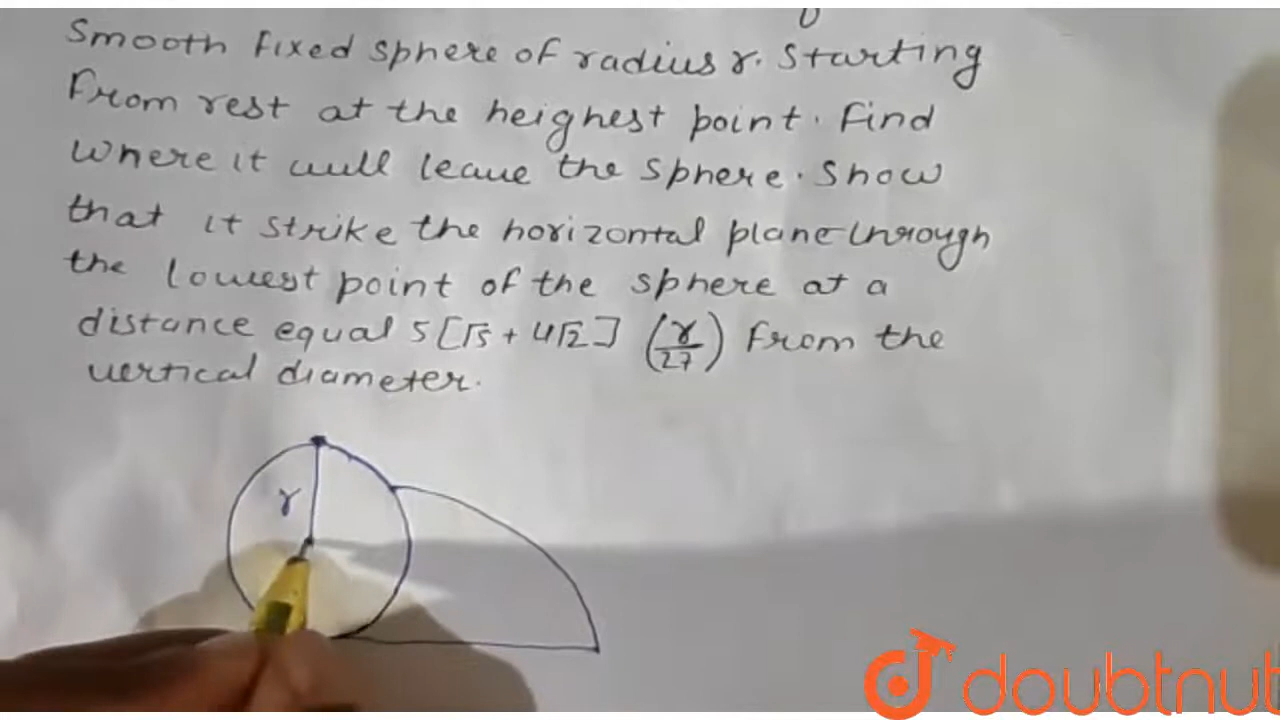 Smooth fixed sphere of radius r. Starting
From rest at the heighest point. Find
where it will leave the sphere. Show
that it strike the horizontal plane through
the lowest point of the sphere at a
distance equal 5[√5 + 4√2] (r/27) from the
vertical diameter.
r
doubtnut